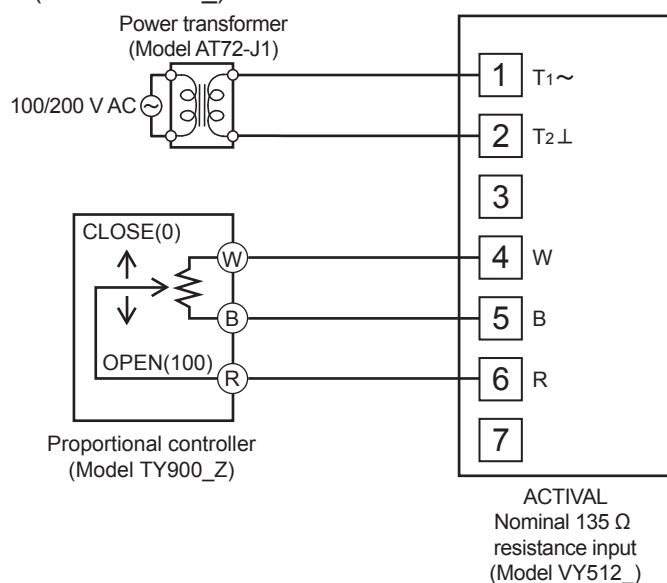 Power transformer
(Model AT72-J1)
100/200 V AC
1 T1~
2 T2⊥
3
CLOSE(0)
W 4 W
B 5 B
OPEN(100)
R 6 R
7
Proportional controller
(Model TY900_Z)
ACTIVAL
Nominal 135 Ω
resistance input
(Model VY512_)